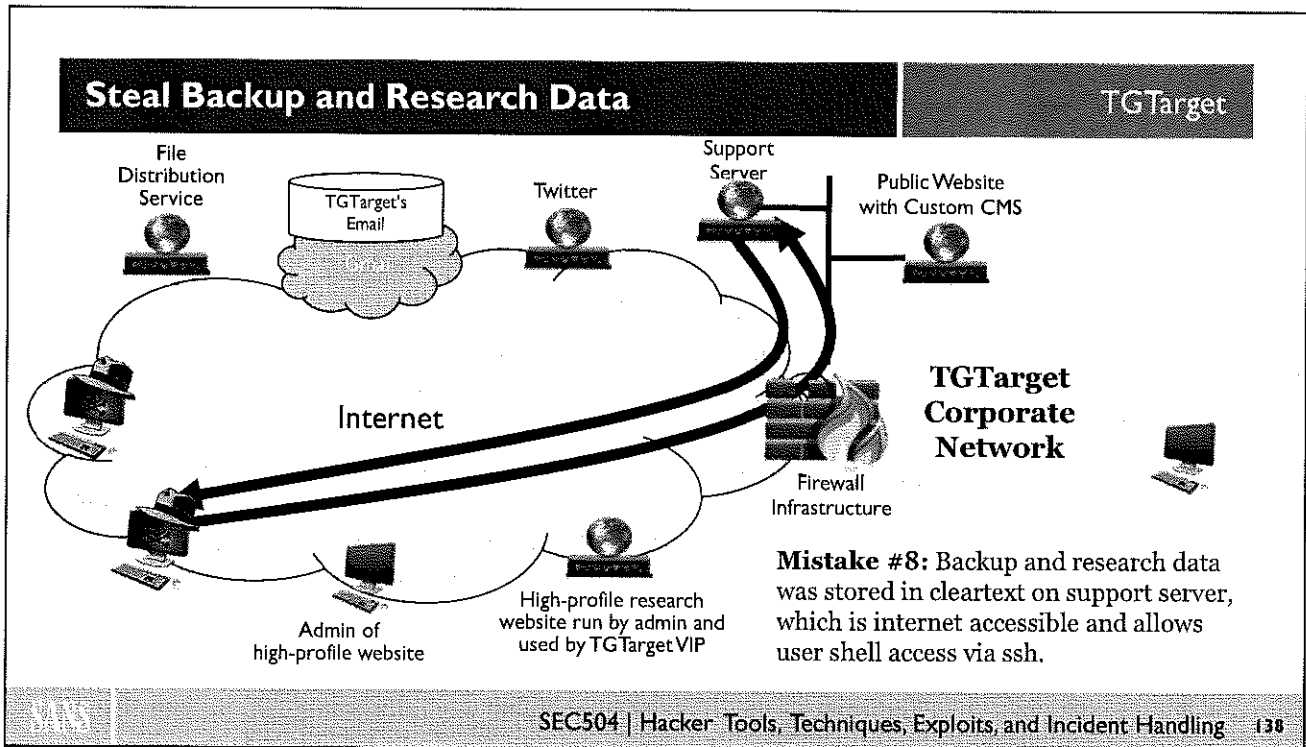 Steal Backup and Research Data
TGTarget
File
Distribution
Service
TGTarget's
Email
Twitter
Support
Server
Public Website
with Custom CMS
Internet
TGTarget
Corporate
Network
Firewall
Infrastructure
Admin of
high-profile website
High-profile research
website run by admin and
used by TGTarget VIP
Mistake #8: Backup and research data
was stored in cleartext on support server,
which is internet accessible and allows
user shell access via ssh.
SANS
SEC504 | Hacker Tools, Techniques, Exploits, and Incident Handling 138